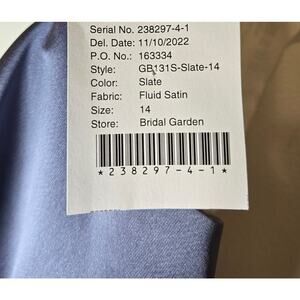 Serial No. 238297-4-1
Del. Date: 11/10/2022
P.O. No.: 163334
Style: GB131S-Slate-14
Color: Slate
Fabric: Fluid Satin
Size: 14
Store: Bridal Garden
*238297-4-1*